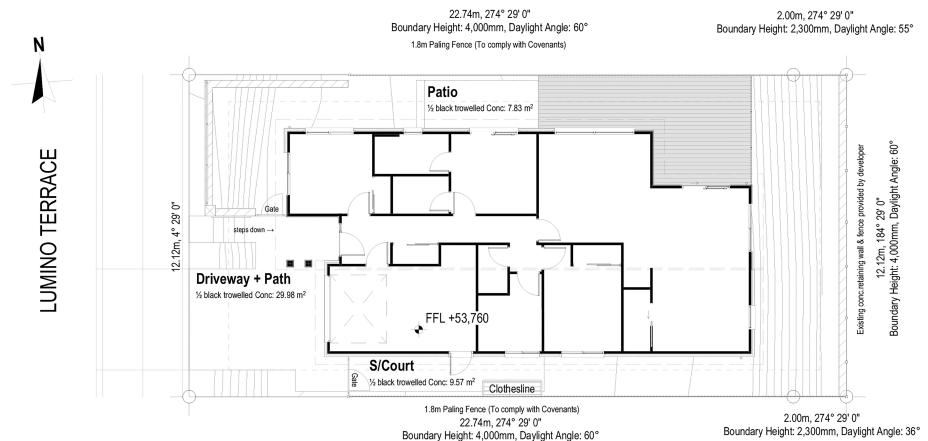 22.74m, 274° 29' 0"
Boundary Height: 4,000mm, Daylight Angle: 60°
1.8m Paling Fence (To comply with Covenants)
2.00m, 274° 29' 0"
Boundary Height: 2,300mm, Daylight Angle: 55°
N
LUMINO TERRACE
12.12m, 4° 29' 0"
Patio
⅓ black trowelled Conc: 7.83 m²
Gate
steps down →
Driveway + Path
⅓ black trowelled Conc: 29.98 m²
FFL +53,760
S/Court
⅓ black trowelled Conc: 9.57 m²
Gate
Clothesline
Existing conc.retaining wall & fence provided by developer
12.12m, 184° 29' 0"
Boundary Height: 4,000mm, Daylight Angle: 60°
1.8m Paling Fence (To comply with Covenants)
22.74m, 274° 29' 0"
Boundary Height: 4,000mm, Daylight Angle: 60°
2.00m, 274° 29' 0"
Boundary Height: 2,300mm, Daylight Angle: 36°